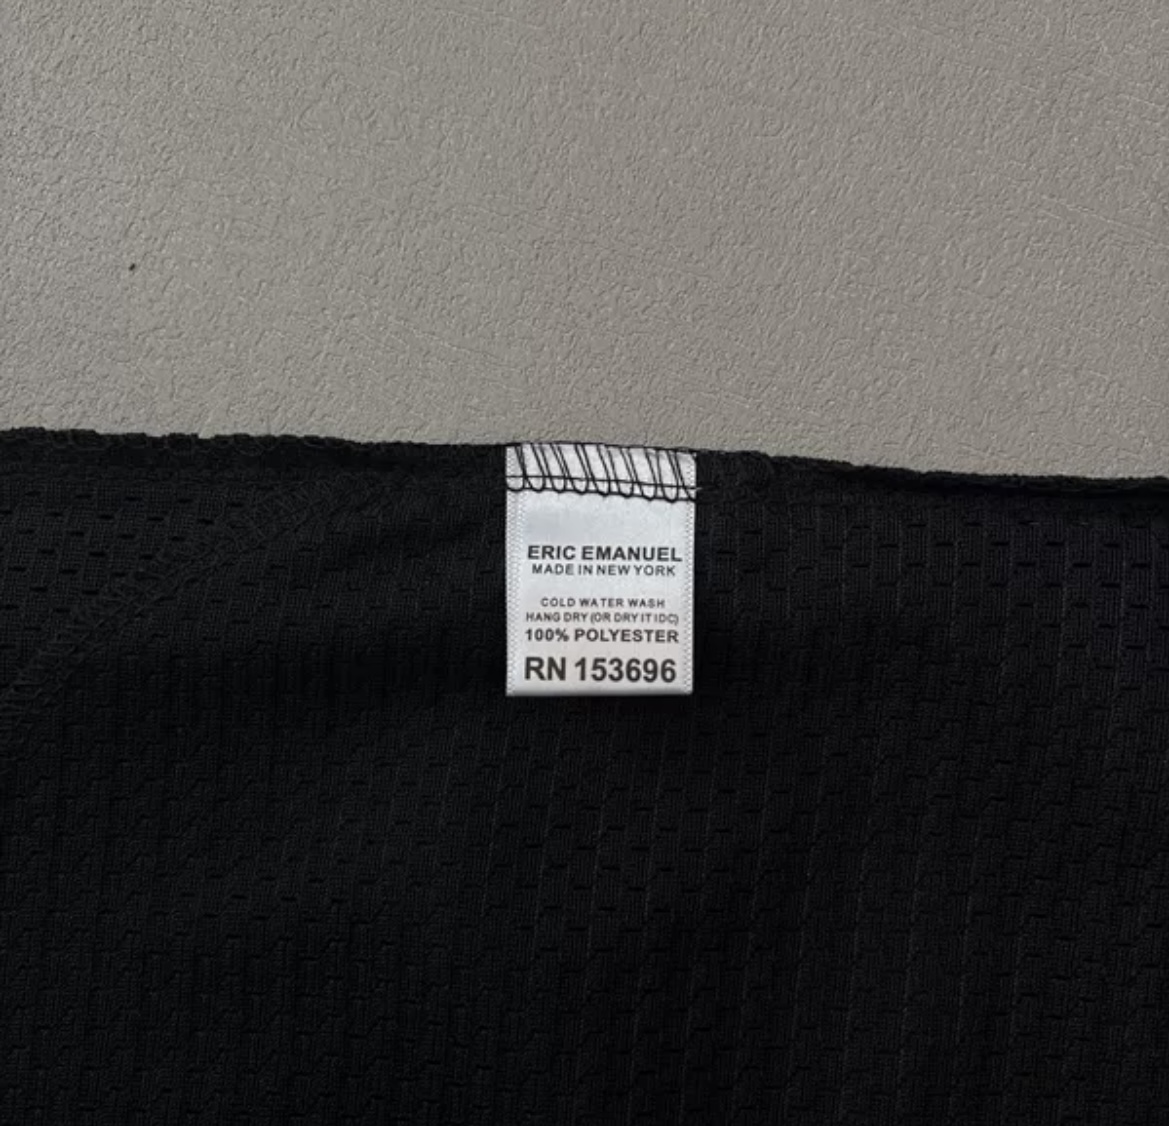 ERIC EMANUEL
MADE IN NEW YORK
COLD WATER WASH
HANG DRY (OR DRY IT IDC)
100% POLYESTER
RN 153696